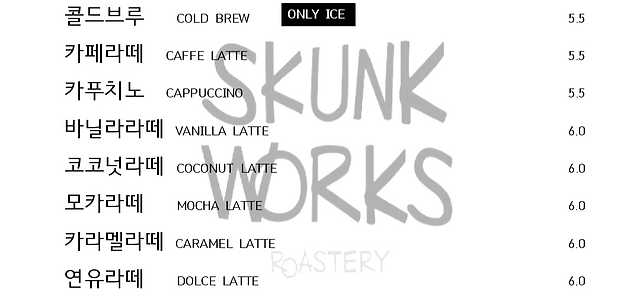 콜드브루 COLD BREW ONLY ICE 5.5
카페라떼 CAFFE LATTE 5.5
카푸치노 CAPPUCCINO 5.5
바닐라라떼 VANILLA LATTE 6.0
코코넛라떼 COCONUT LATTE 6.0
모카라떼 MOCHA LATTE 6.0
카라멜라떼 CARAMEL LATTE 6.0
연유라떼 DOLCE LATTE 6.0
SKUNK
WORKS
ROASTERY